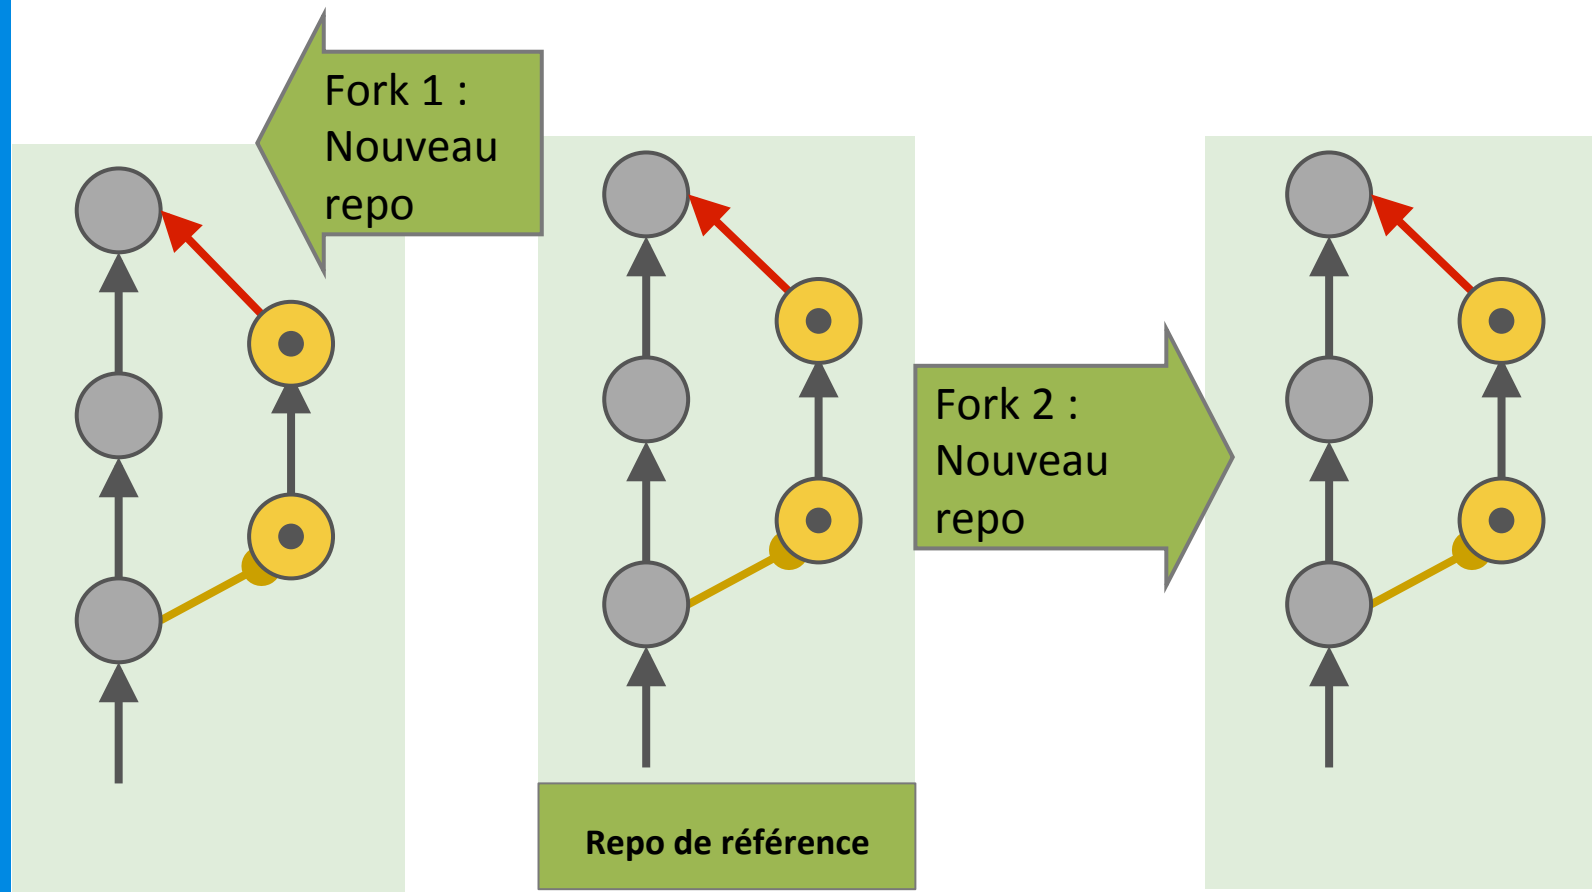 Fork 1 :
Nouveau
repo
Fork 2 :
Nouveau
repo
Repo de référence